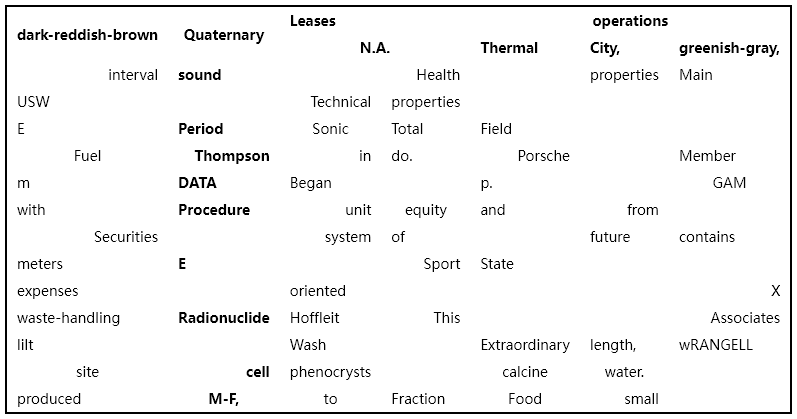 Leases operations
dark-reddish-brown Quaternary
N.A. Thermal City, greenish-gray,
interval sound Health properties Main
USW Technical properties
E Period Sonic Total Field
Fuel Thompson in do. Porsche Member
m DATA Began p. GAM
with Procedure unit equity and from
Securities system of future contains
meters E Sport State
expenses oriented X
waste-handling Radionuclide Hoffleit This Associates
lilt Wash Extraordinary length, wRANGELL
site cell phenocrysts calcine water.
produced M-F, to Fraction Food small